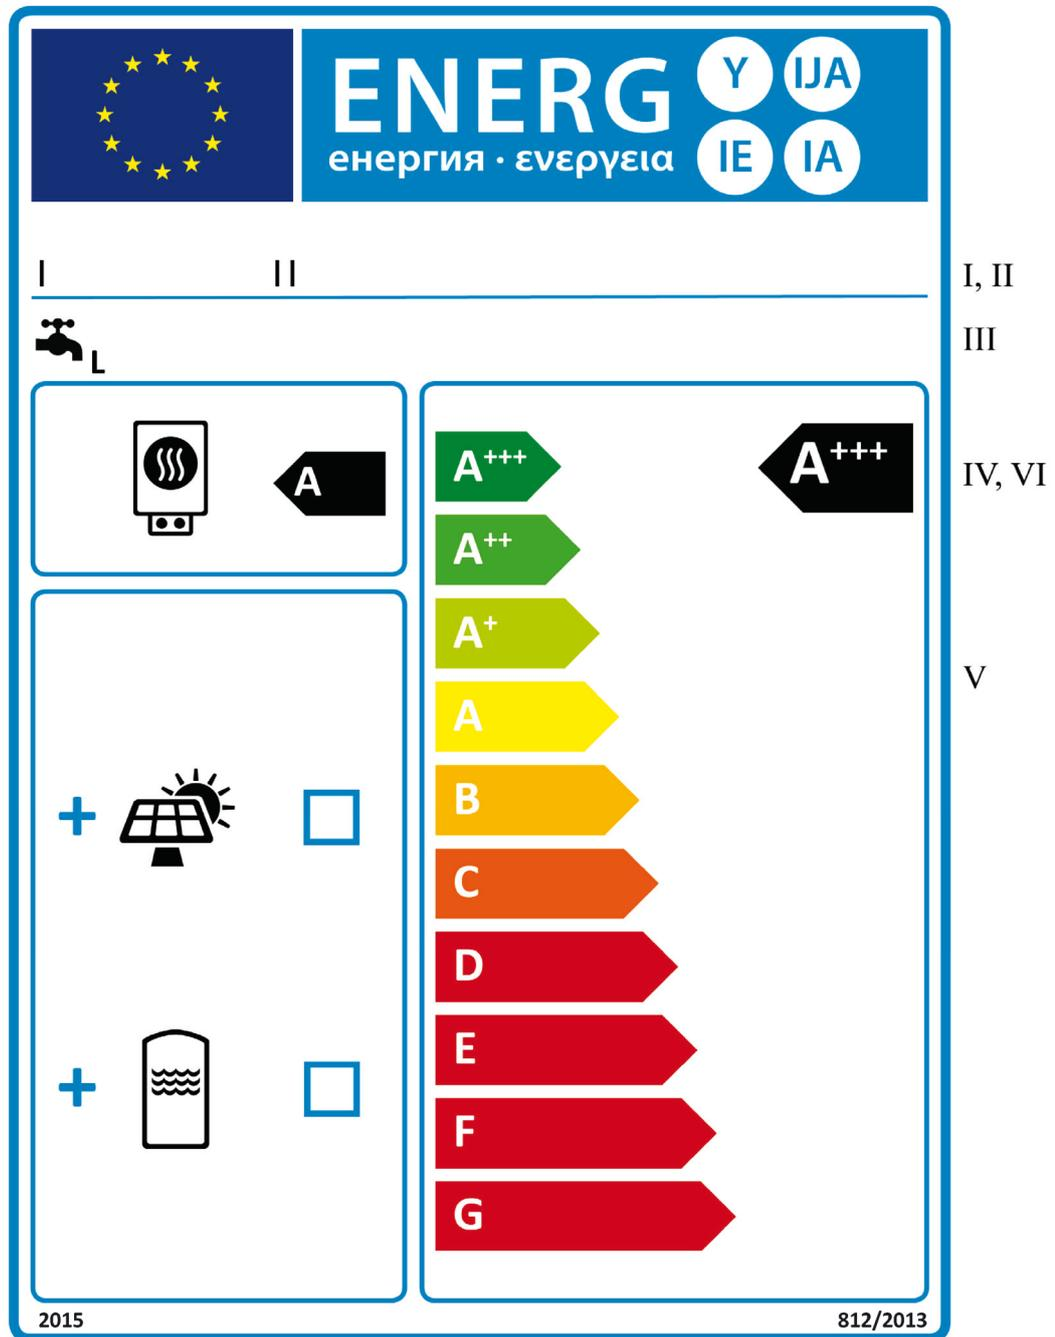 ENERG Y IJA
енергия · ενεργεια IE IA
I II I, II
III
L
A
A+++ A+++ IV, VI
A++
A+
V
A
B
+
C
D
E
+
F
G
2015 812/2013